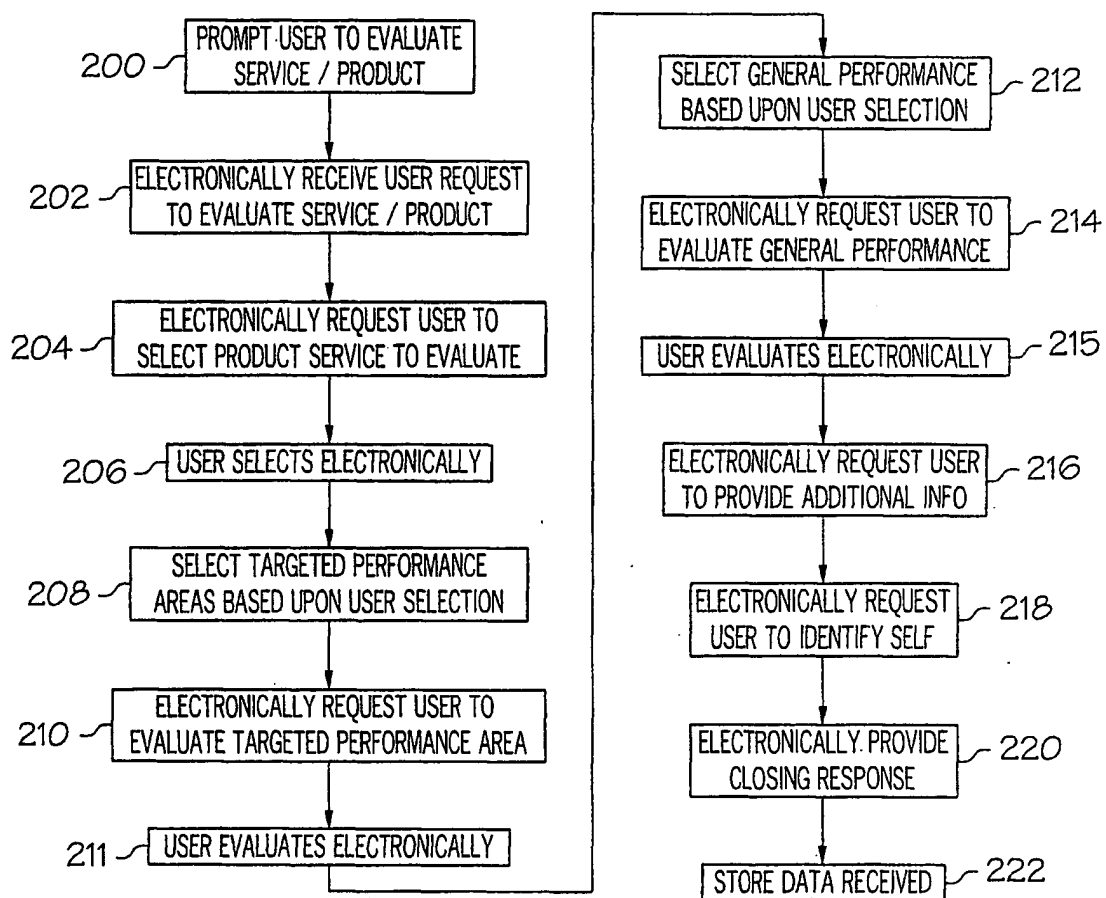 200
PROMPT USER TO EVALUATE
SERVICE / PRODUCT
202
ELECTRONICALLY RECEIVE USER REQUEST
TO EVALUATE SERVICE / PRODUCT
204
ELECTRONICALLY REQUEST USER TO
SELECT PRODUCT SERVICE TO EVALUATE
206
USER SELECTS ELECTRONICALLY
208
SELECT TARGETED PERFORMANCE
AREAS BASED UPON USER SELECTION
210
ELECTRONICALLY REQUEST USER TO
EVALUATE TARGETED PERFORMANCE AREA
211
USER EVALUATES ELECTRONICALLY
SELECT GENERAL PERFORMANCE
BASED UPON USER SELECTION
212
ELECTRONICALLY REQUEST USER TO
EVALUATE GENERAL PERFORMANCE
214
USER EVALUATES ELECTRONICALLY
215
ELECTRONICALLY REQUEST USER
TO PROVIDE ADDITIONAL INFO
216
ELECTRONICALLY REQUEST
USER TO IDENTIFY SELF
218
ELECTRONICALLY PROVIDE
CLOSING RESPONSE
220
STORE DATA RECEIVED
222